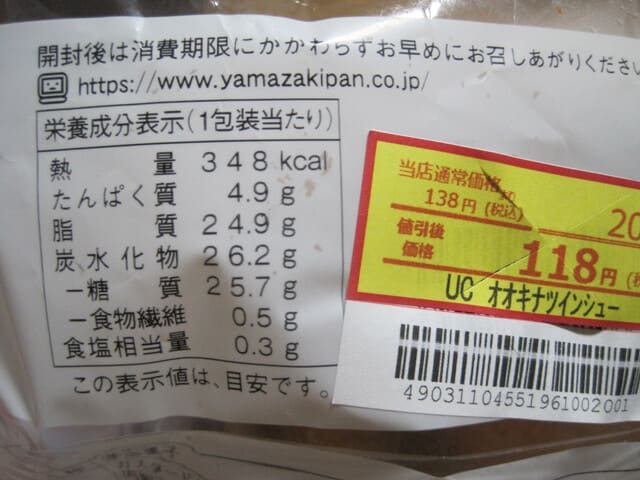 開封後は消費期限にかかわらずお早めにお召しあがりください
https://www.yamazakipan.co.jp/
栄養成分表示(1包装当たり)
熱量 348kcal
たんぱく質 4.9g
脂質 24.9g
炭水化物 26.2g
-糖質 25.7g
-食物繊維 0.5g
食塩相当量 0.3g
この表示値は、目安です。
当店通常価格
138円(税込)
20
値引後
価格
118円(税
UC オオキナツインシュー
49031104551961002001